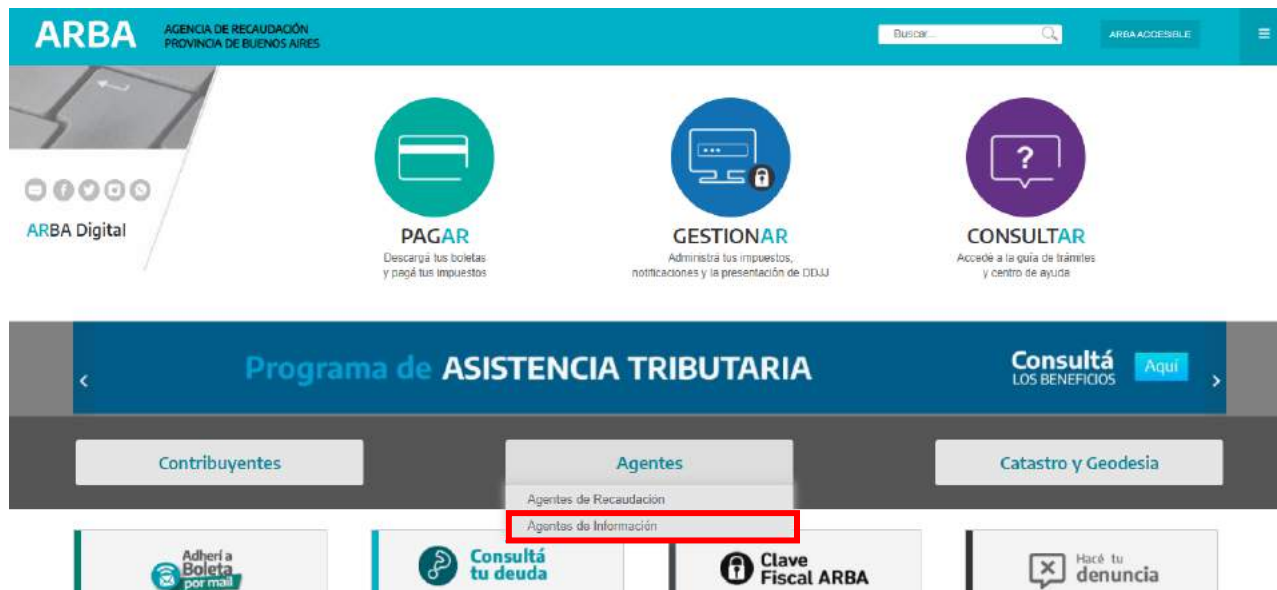 ARBA
AGENCIA DE RECAUDACIÓN
PROVINCIA DE BUENOS AIRES
Buscar...
ARBA ACCESIBLE
ARBA Digital
PAGAR
Descargá tus boletas
y pagá tus impuestos
GESTIONAR
Administrá tus impuestos,
notificaciones y la presentación de DDJJ
?
CONSULTAR
Accedé a la guía de trámites
y centro de ayuda
Programa de ASISTENCIA TRIBUTARIA
Consultá
LOS BENEFICIOS
Aquí
Contribuyentes
Agentes
Catastro y Geodesia
Agentes de Recaudación
Agentes de Información
Adherí a
Boleta
por mail
Consultá
tu deuda
Clave
Fiscal ARBA
Hacé tu
denuncia